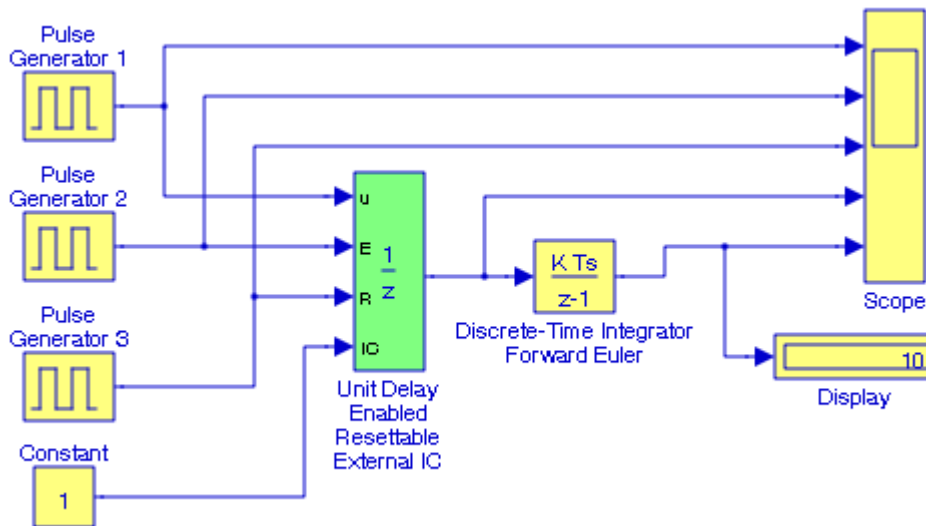 Pulse
Generator 1
Pulse
Generator 2
Pulse
Generator 3
Constant
1
u
E
R
IC
1
z
Unit Delay
Enabled
Resettable
External IC
K Ts
z-1
Discrete-Time Integrator
Forward Euler
Scope
10
Display